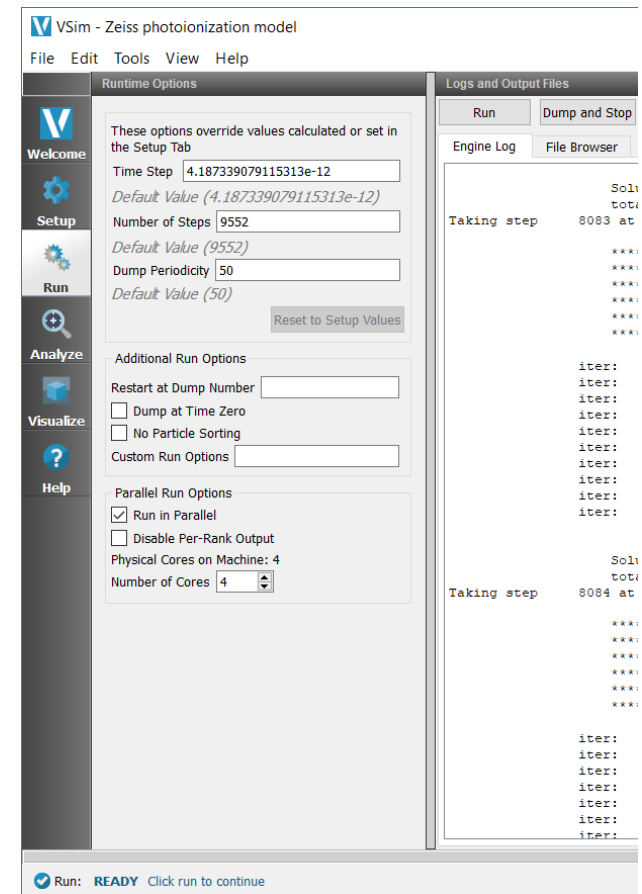 VSim - Zeiss photoionization model
File Edit Tools View Help
Runtime Options
These options override values calculated or set in
the Setup Tab
Time Step 4.187339079115313e-12
Default Value (4.187339079115313e-12)
Number of Steps 9552
Default Value (9552)
Dump Periodicity 50
Default Value (50)
Reset to Setup Values
Additional Run Options
Restart at Dump Number
Dump at Time Zero
No Particle Sorting
Custom Run Options
Parallel Run Options
Run in Parallel
Disable Per-Rank Output
Physical Cores on Machine: 4
Number of Cores 4
Welcome
Setup
Run
Analyze
Visualize
Help
Logs and Output Files
Run Dump and Stop
Engine Log File Browser
Solu
tota
Taking step 8083 at
****
****
****
****
****
****
iter:
iter:
iter:
iter:
iter:
iter:
iter:
iter:
iter:
iter:
Solu
tota
Taking step 8084 at
****
****
****
****
****
****
iter:
iter:
iter:
iter:
iter:
iter:
iter:
Run: READY Click run to continue